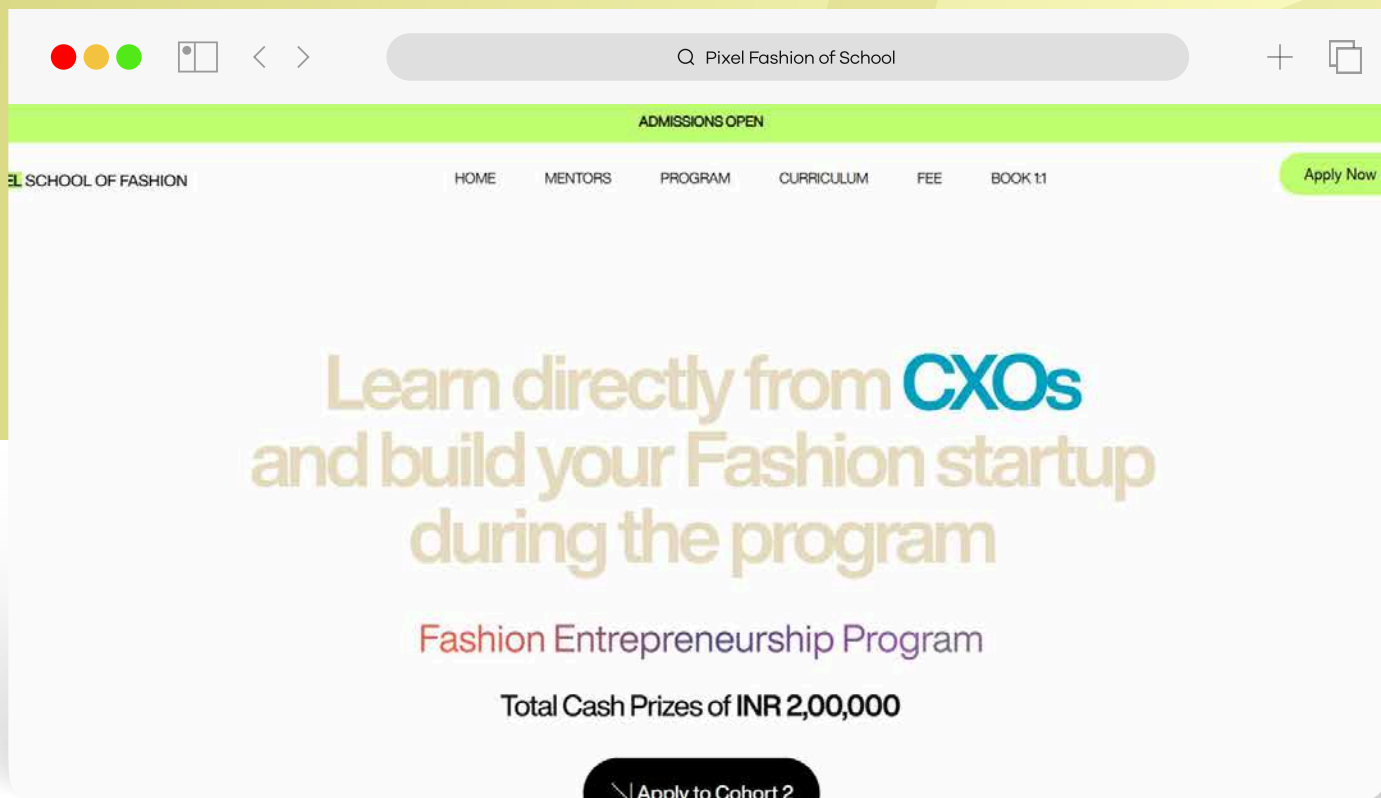 Pixel Fashion of School
ADMISSIONS OPEN
EL SCHOOL OF FASHION
HOME MENTORS PROGRAM CURRICULUM FEE BOOK 1:1
Apply Now
Learn directly from CXOs
and build your Fashion startup
during the program
Fashion Entrepreneurship Program
Total Cash Prizes of INR 2,00,000
Apply to Cohort 2